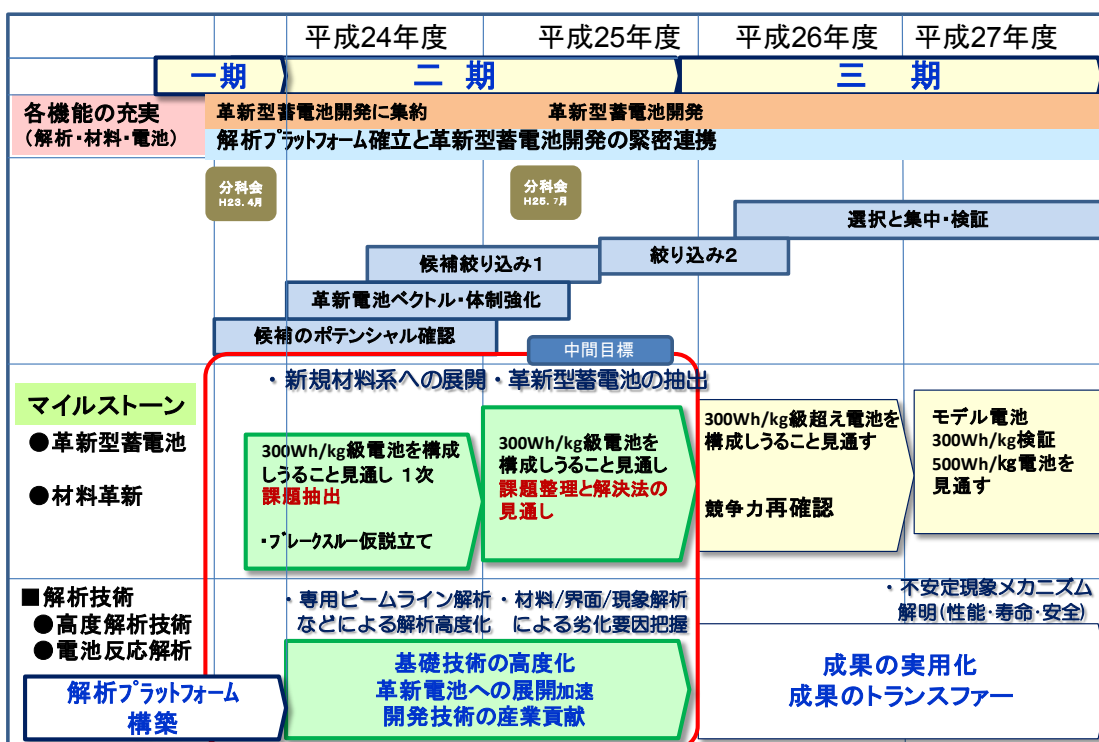 平成24年度
平成25年度
平成26年度
平成27年度
一期
二 期
三 期
各機能の充実
(解析・材料・電池)
革新型蓄電池開発に集約
革新型蓄電池開発
解析プラットフォーム確立と革新型蓄電池開発の緊密連携
分科会
H23.4月
分科会
H25.7月
選択と集中・検証
絞り込み2
候補絞り込み1
革新電池ベクトル・体制強化
候補のポテンシャル確認
中間目標
・新規材料系への展開・革新型蓄電池の抽出
マイルストーン
●革新型蓄電池
●材料革新
300Wh/kg級電池を構成
しうること見通し 1次
課題抽出
・ブレークスルー仮説立て
300Wh/kg級電池を
構成しうること見通し
課題整理と解決法の
見通し
300Wh/kg級超え電池を
構成しうること見通す
競争力再確認
モデル電池
300Wh/kg検証
500Wh/kg電池を
見通す
■解析技術
●高度解析技術
●電池反応解析
・専用ビームライン解析
などによる解析高度化
・材料/界面/現象解析
による劣化要因把握
・不安定現象メカニズム
解明(性能・寿命・安全)
解析プラットフォーム
構築
基礎技術の高度化
革新電池への展開加速
開発技術の産業貢献
成果の実用化
成果のトランスファー